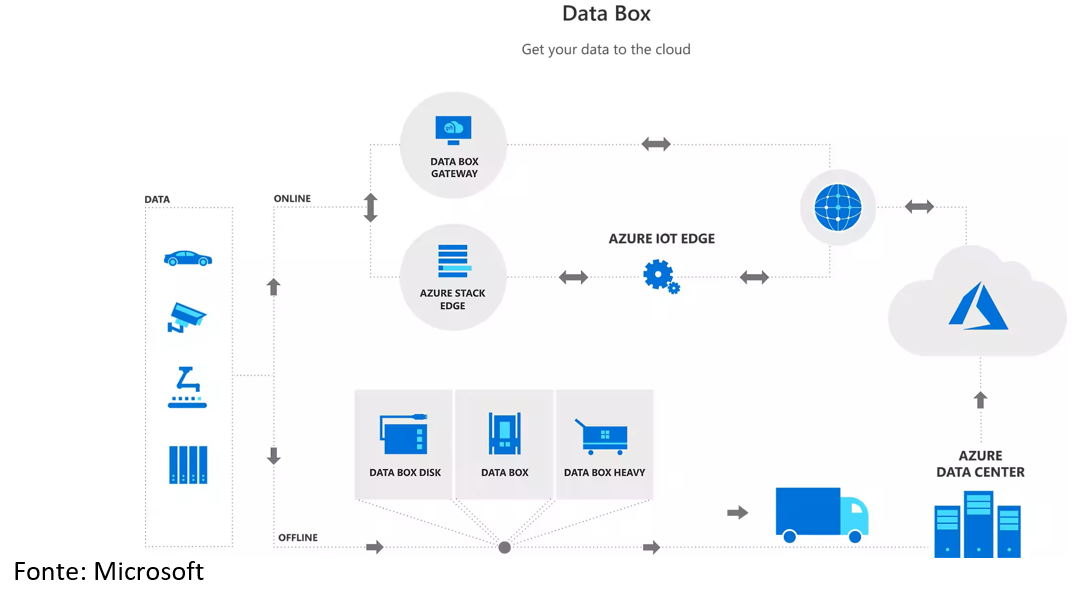 Data Box
Get your data to the cloud
DATA BOX
GATEWAY
DATA
ONLINE
AZURE IOT EDGE
AZURE STACK
EDGE
DATA BOX DISK
DATA BOX
DATA BOX HEAVY
AZURE
DATA CENTER
OFFLINE
Fonte: Microsoft